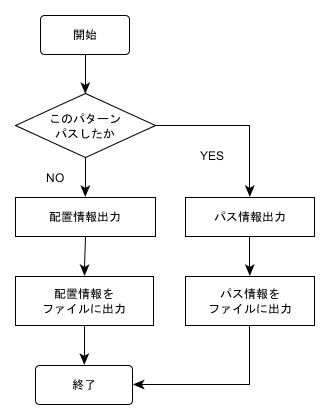 開始
このパターン
パスしたか
YES
NO
配置情報出力
パス情報出力
配置情報を
ファイルに出力
パス情報を
ファイルに出力
終了